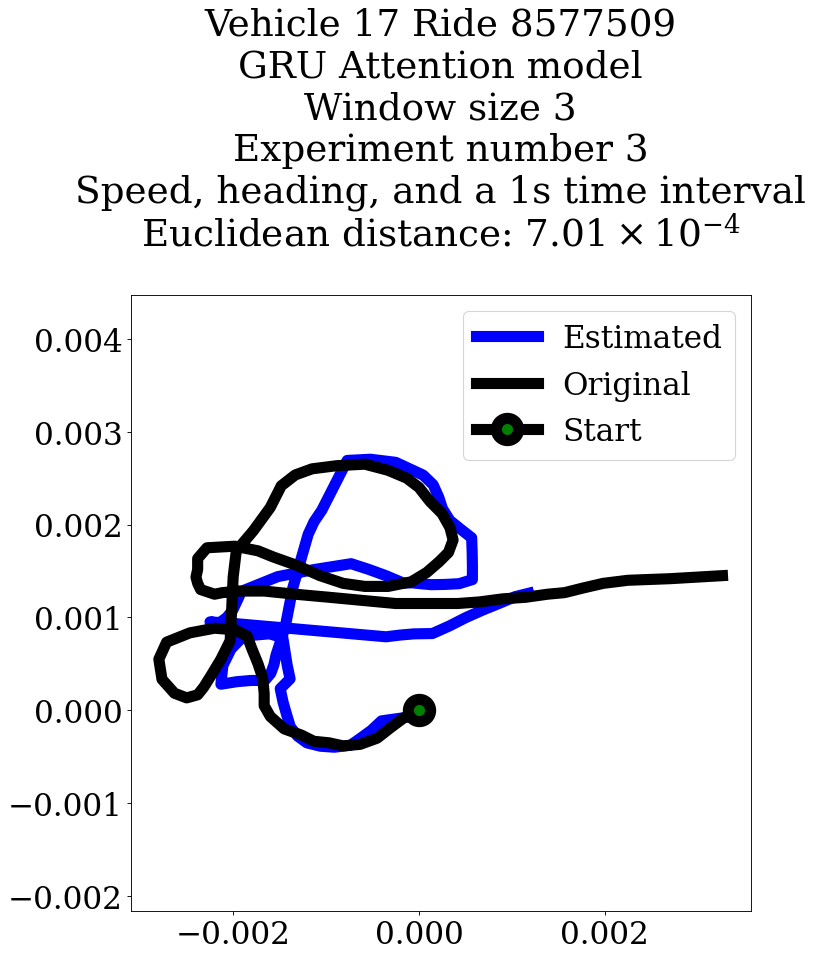 Vehicle 17 Ride 8577509
GRU Attention model
Window size 3
Experiment number 3
Speed, heading, and a 1s time interval
Euclidean distance: 7.01 × 10⁻⁴
Estimated
Original
Start
0.004
0.003
0.002
0.001
0.000
−0.001
−0.002
−0.002 0.000 0.002